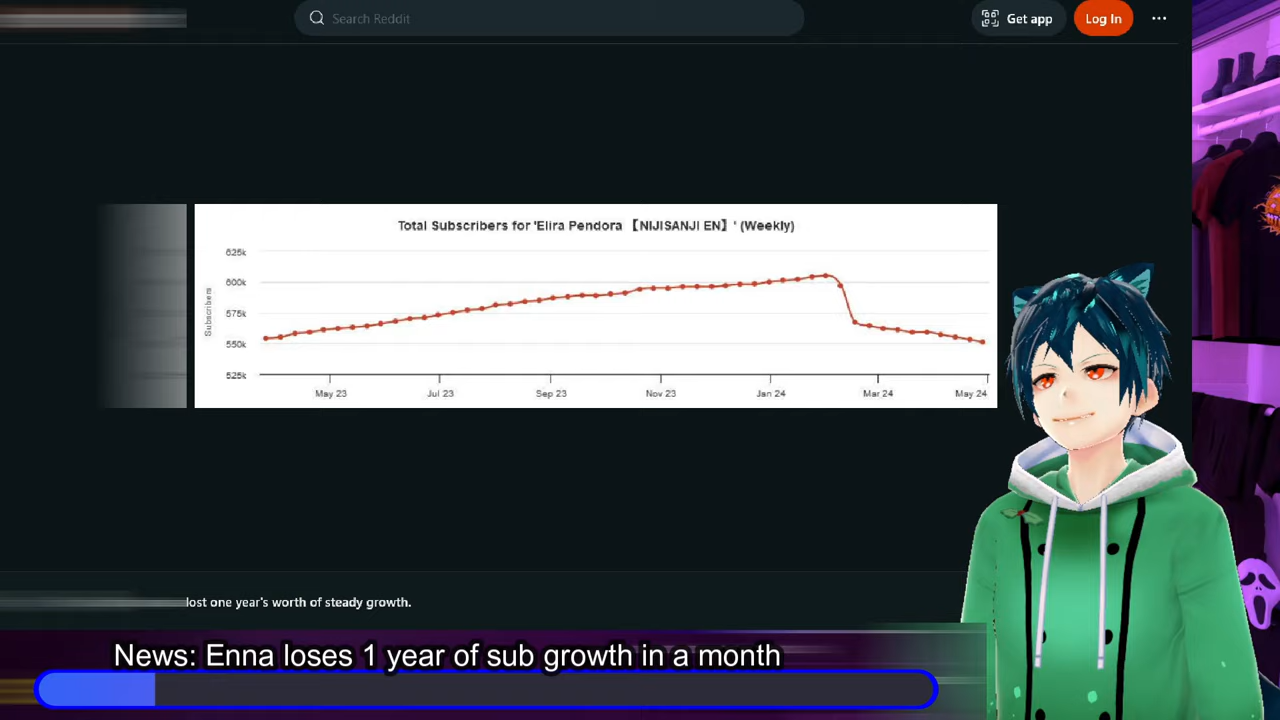 Search Reddit
Get app
Log In
Total Subscribers for 'Elira Pendora 【NIJISANJI EN】' (Weekly)
625k
600k
575k
550k
525k
Subscribers
May 23
Jul 23
Sep 23
Nov 23
Jan 24
Mar 24
May 24
lost one year's worth of steady growth.
News: Enna loses 1 year of sub growth in a month